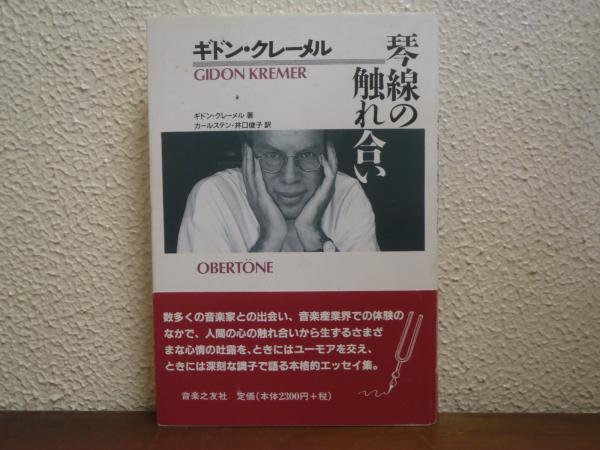 ギドン・クレーメル
GIDON KREMER
琴線の
触れ合い
ギドン・クレーメル 著
カールステン・井口俊子 訳
OBERTÖNE
数多くの音楽家との出会い、音楽産業界での体験の
なかで、人間の心の触れ合いから生ずるさまざ
まな心情の吐露を、ときにはユーモアを交え、
ときには深刻な調子で語る本格的エッセイ集。
音楽之友社 定価(本体2300円+税)